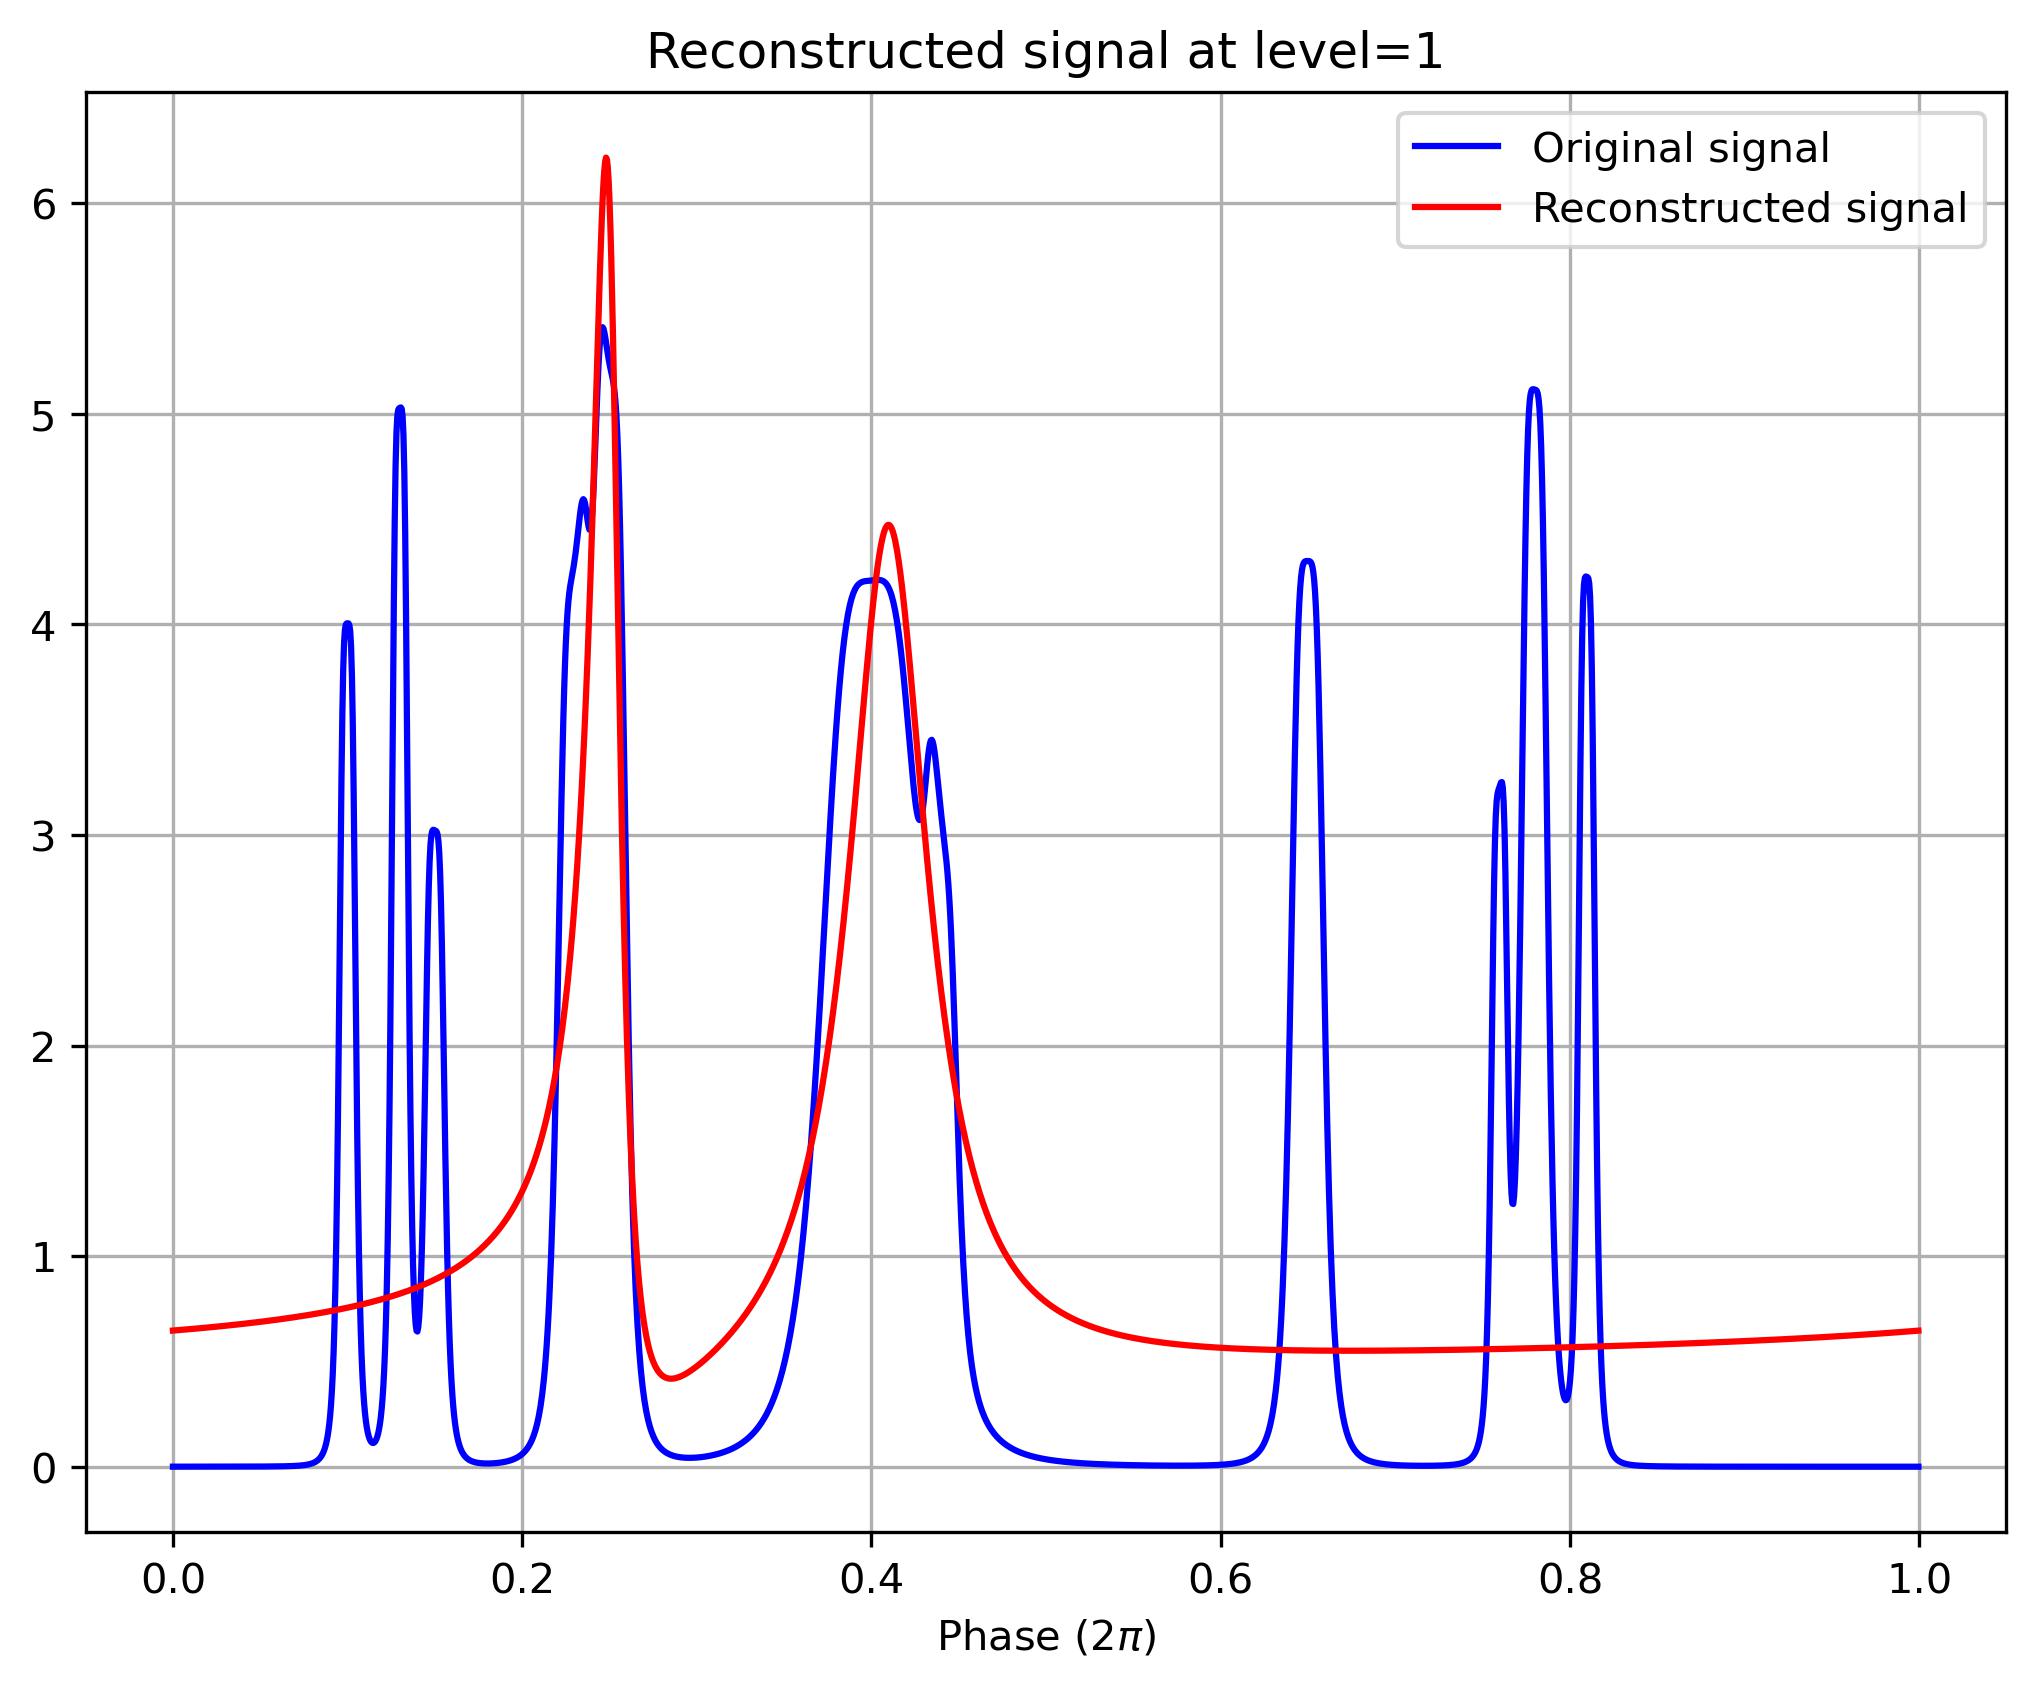 Reconstructed signal at level=1
Original signal
Reconstructed signal
6
5
4
3
2
1
0
0.0 0.2 0.4 0.6 0.8 1.0
Phase (2π)